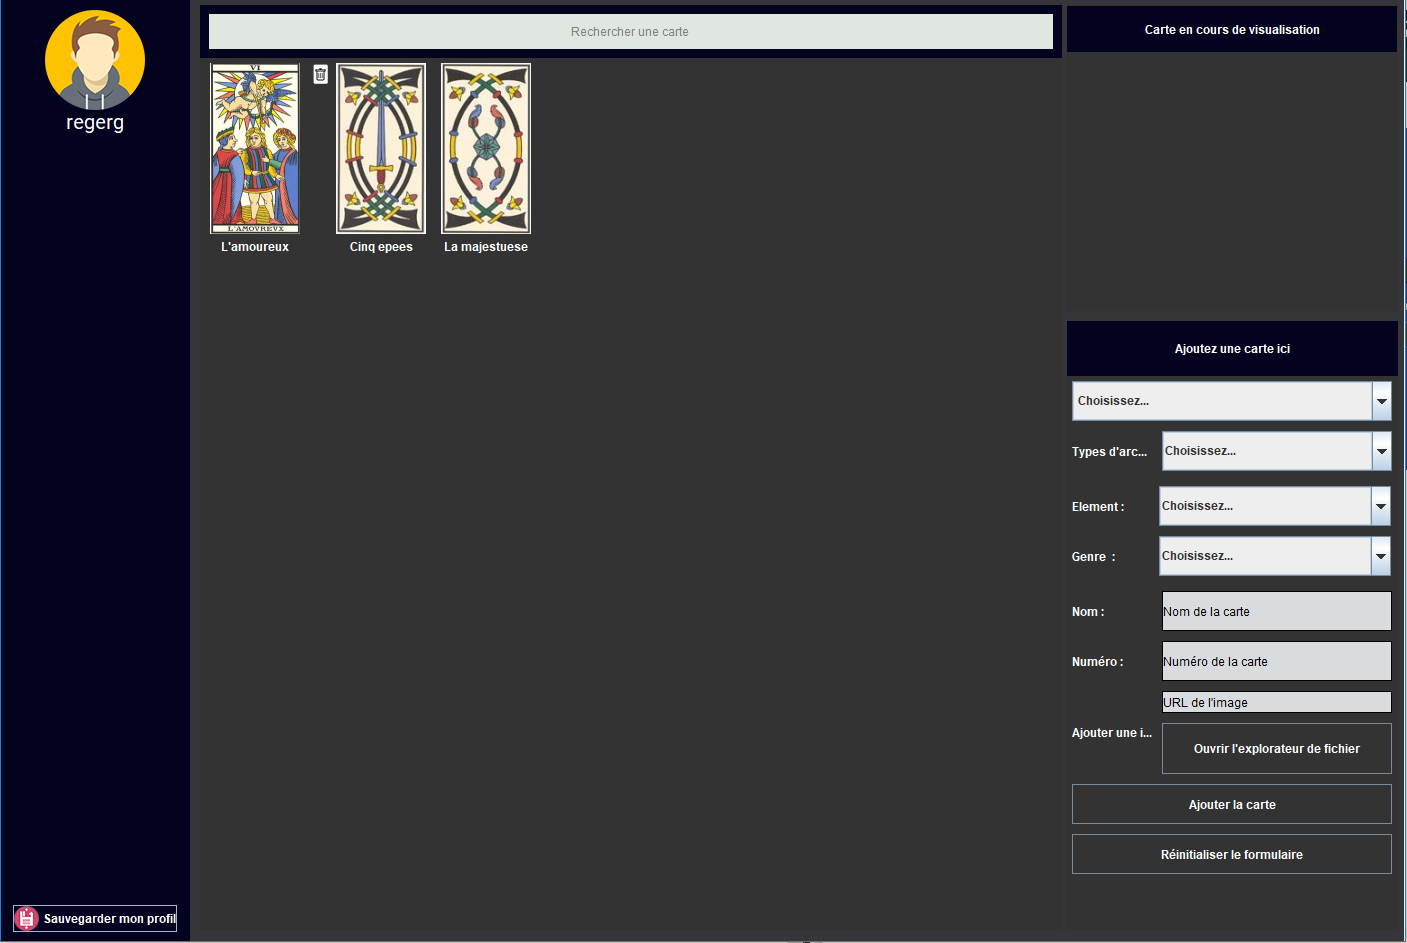 regerg
Sauvegarder mon profil
Rechercher une carte
VI
L'AMOVREVX
L'amoureux
Cinq epees
La majestuese
Carte en cours de visualisation
Ajoutez une carte ici
Choisissez...
Types d'arc... Choisissez...
Element : Choisissez...
Genre : Choisissez...
Nom : Nom de la carte
Numéro : Numéro de la carte
URL de l'image
Ajouter une i...
Ouvrir l'explorateur de fichier
Ajouter la carte
Réinitialiser le formulaire